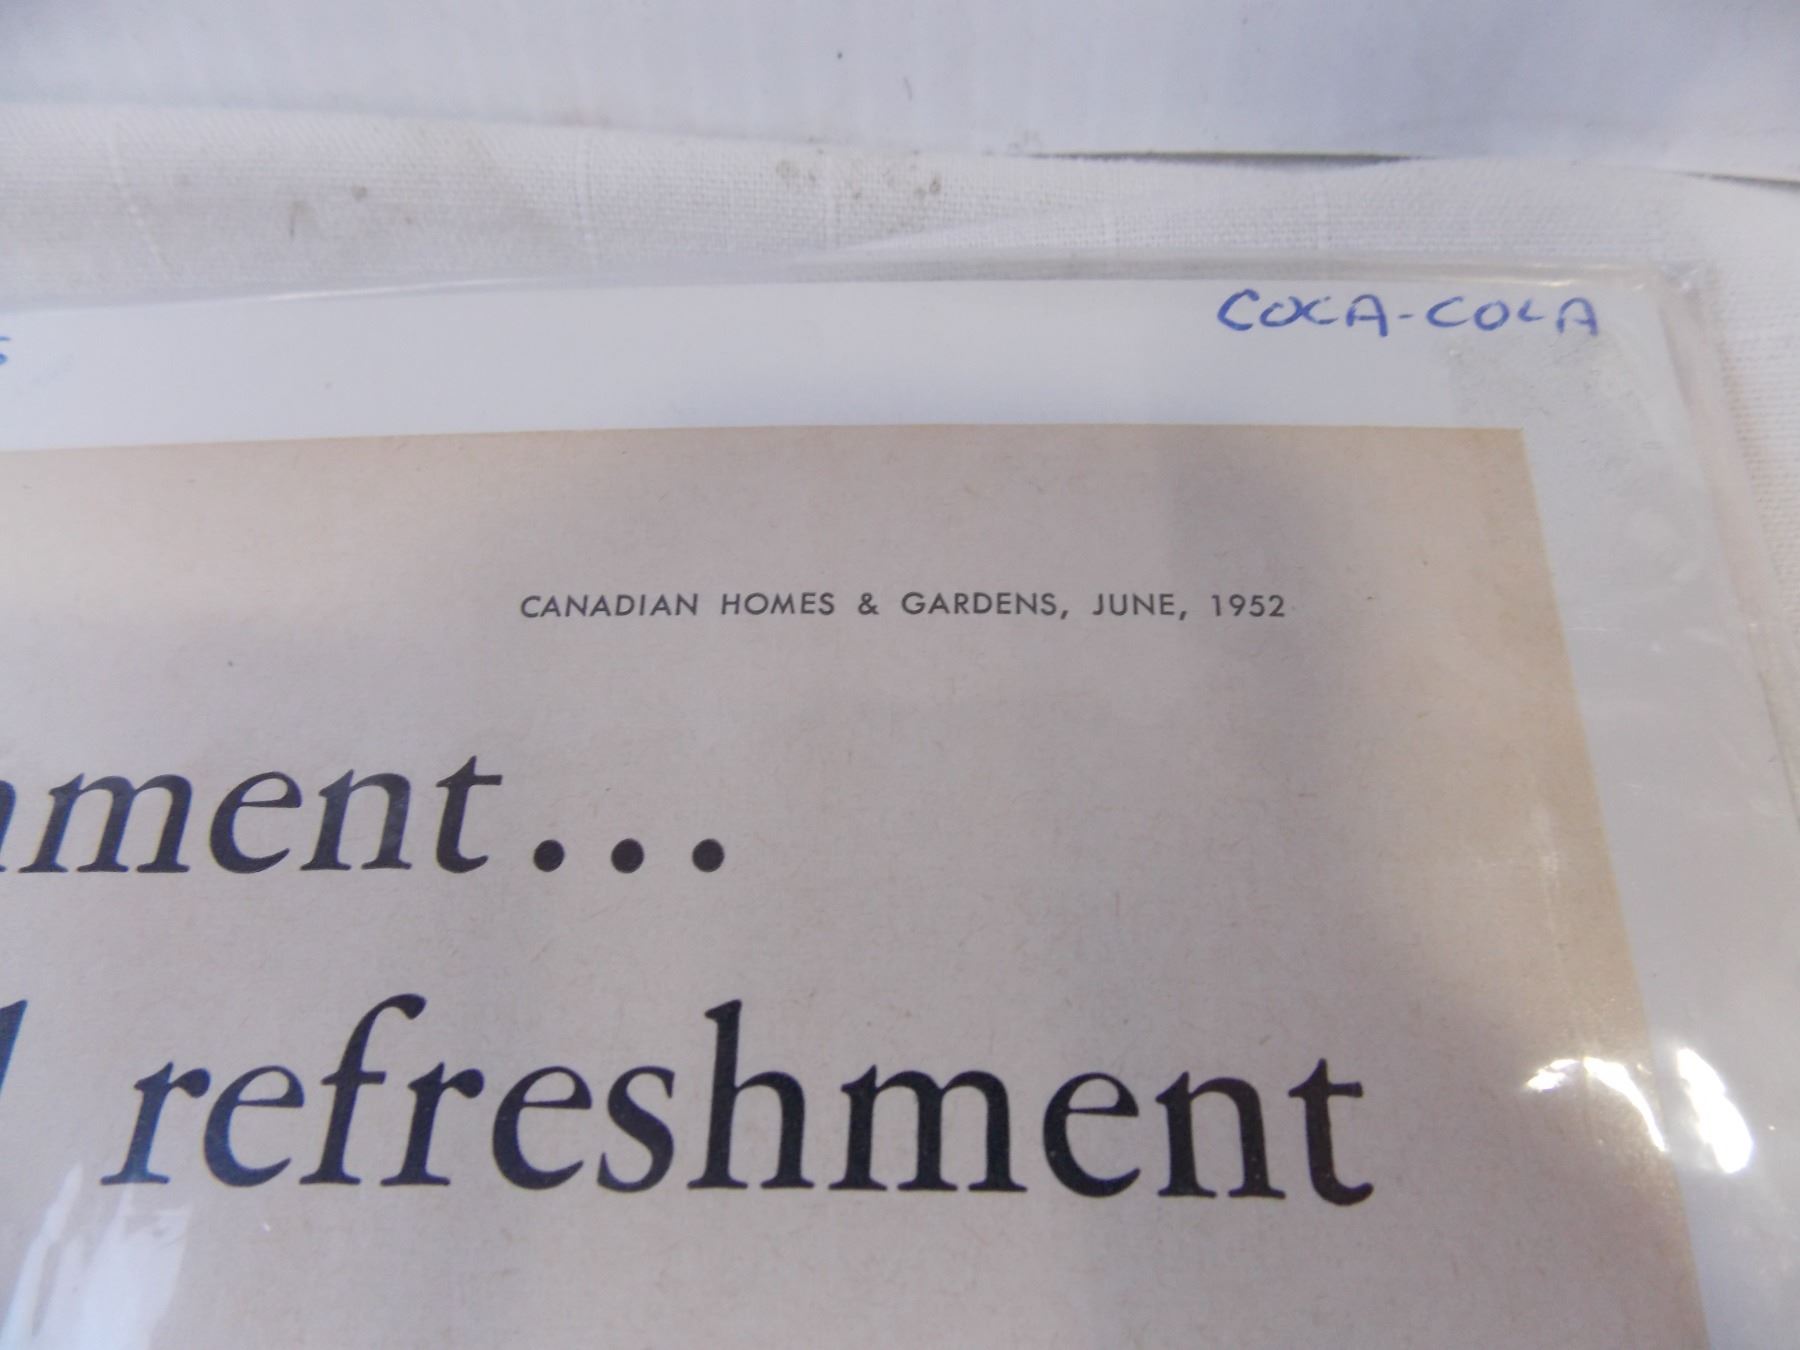 COCA-COLA
CANADIAN HOMES & GARDENS, JUNE, 1952
ment...
refreshment